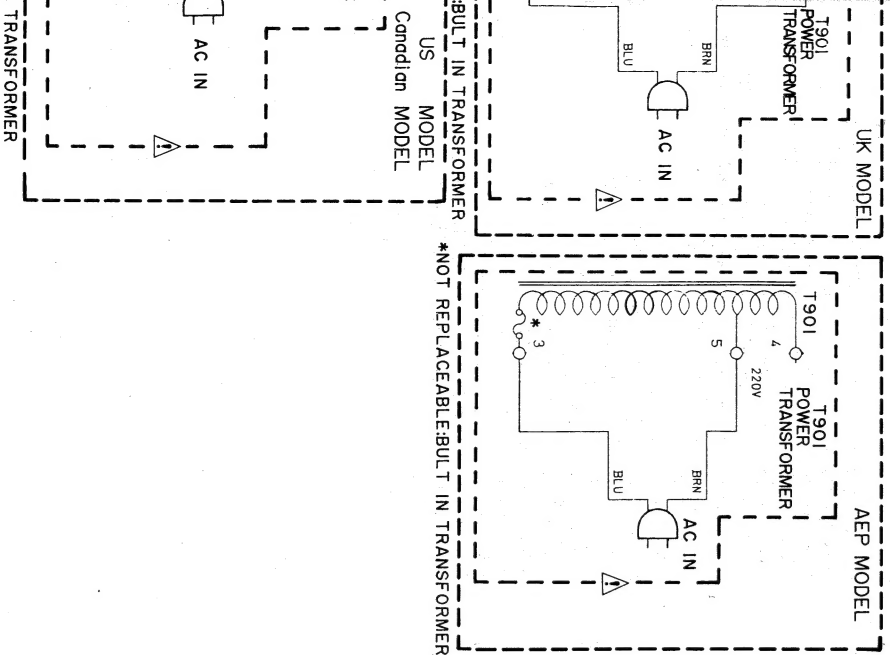 TRANSFORMER
AC IN
US MODEL
Canadian MODEL
:BULT IN TRANSFORMER
T901
POWER
TRANSFORMER
BLU
BRN
AC IN
UK MODEL
*NOT REPLACEABLE:BULT IN TRANSFORMER
T901
*
3
5
4
220V
T901
POWER
TRANSFORMER
BLU
BRN
AC IN
AEP MODEL